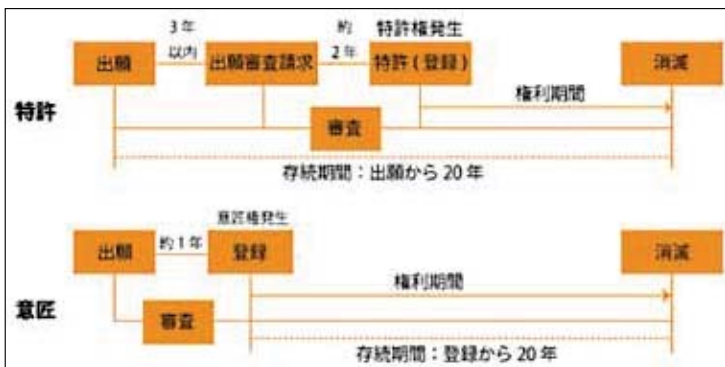 3年
以内
約
2年
特許権発生
出願
出願審査請求
特許(登録)
消滅
特許
権利期間
審査
存続期間：出願から20年
意匠権発生
出願
約1年
登録
消滅
意匠
権利期間
審査
存続期間：登録から20年